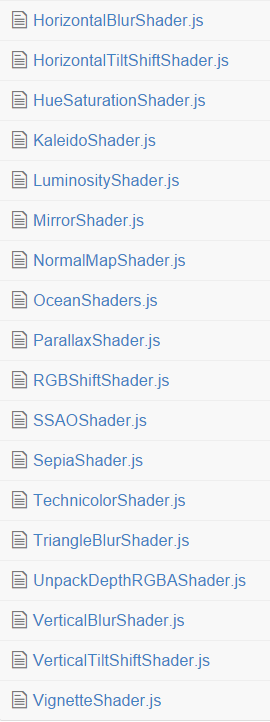 HorizontalBlurShader.js
HorizontalTiltShiftShader.js
HueSaturationShader.js
KaleidoShader.js
LuminosityShader.js
MirrorShader.js
NormalMapShader.js
OceanShaders.js
ParallaxShader.js
RGBShiftShader.js
SSAOShader.js
SepiaShader.js
TechnicolorShader.js
TriangleBlurShader.js
UnpackDepthRGBAShader.js
VerticalBlurShader.js
VerticalTiltShiftShader.js
VignetteShader.js